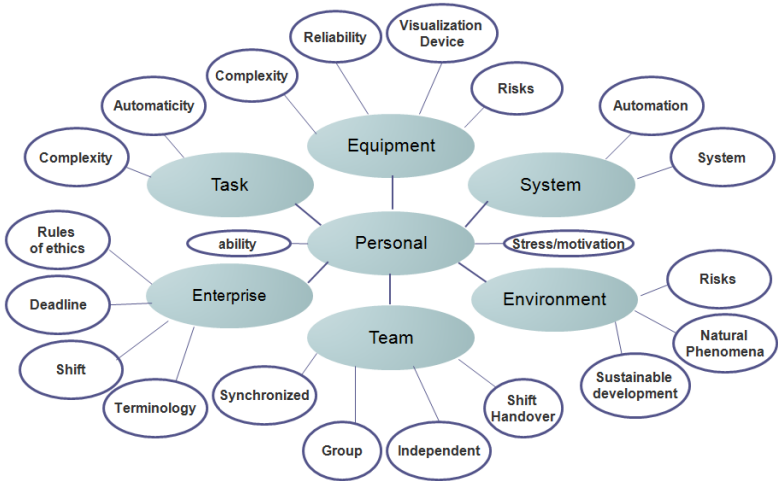 Visualization
Device
Reliability
Complexity
Risks
Automaticity
Automation
Complexity
Equipment
System
Task
System
Rules
of ethics
ability
Personal
Stress/motivation
Risks
Deadline
Enterprise
Environment
Team
Natural
Phenomena
Shift
Synchronized
Sustainable
development
Terminology
Shift
Handover
Group
Independent